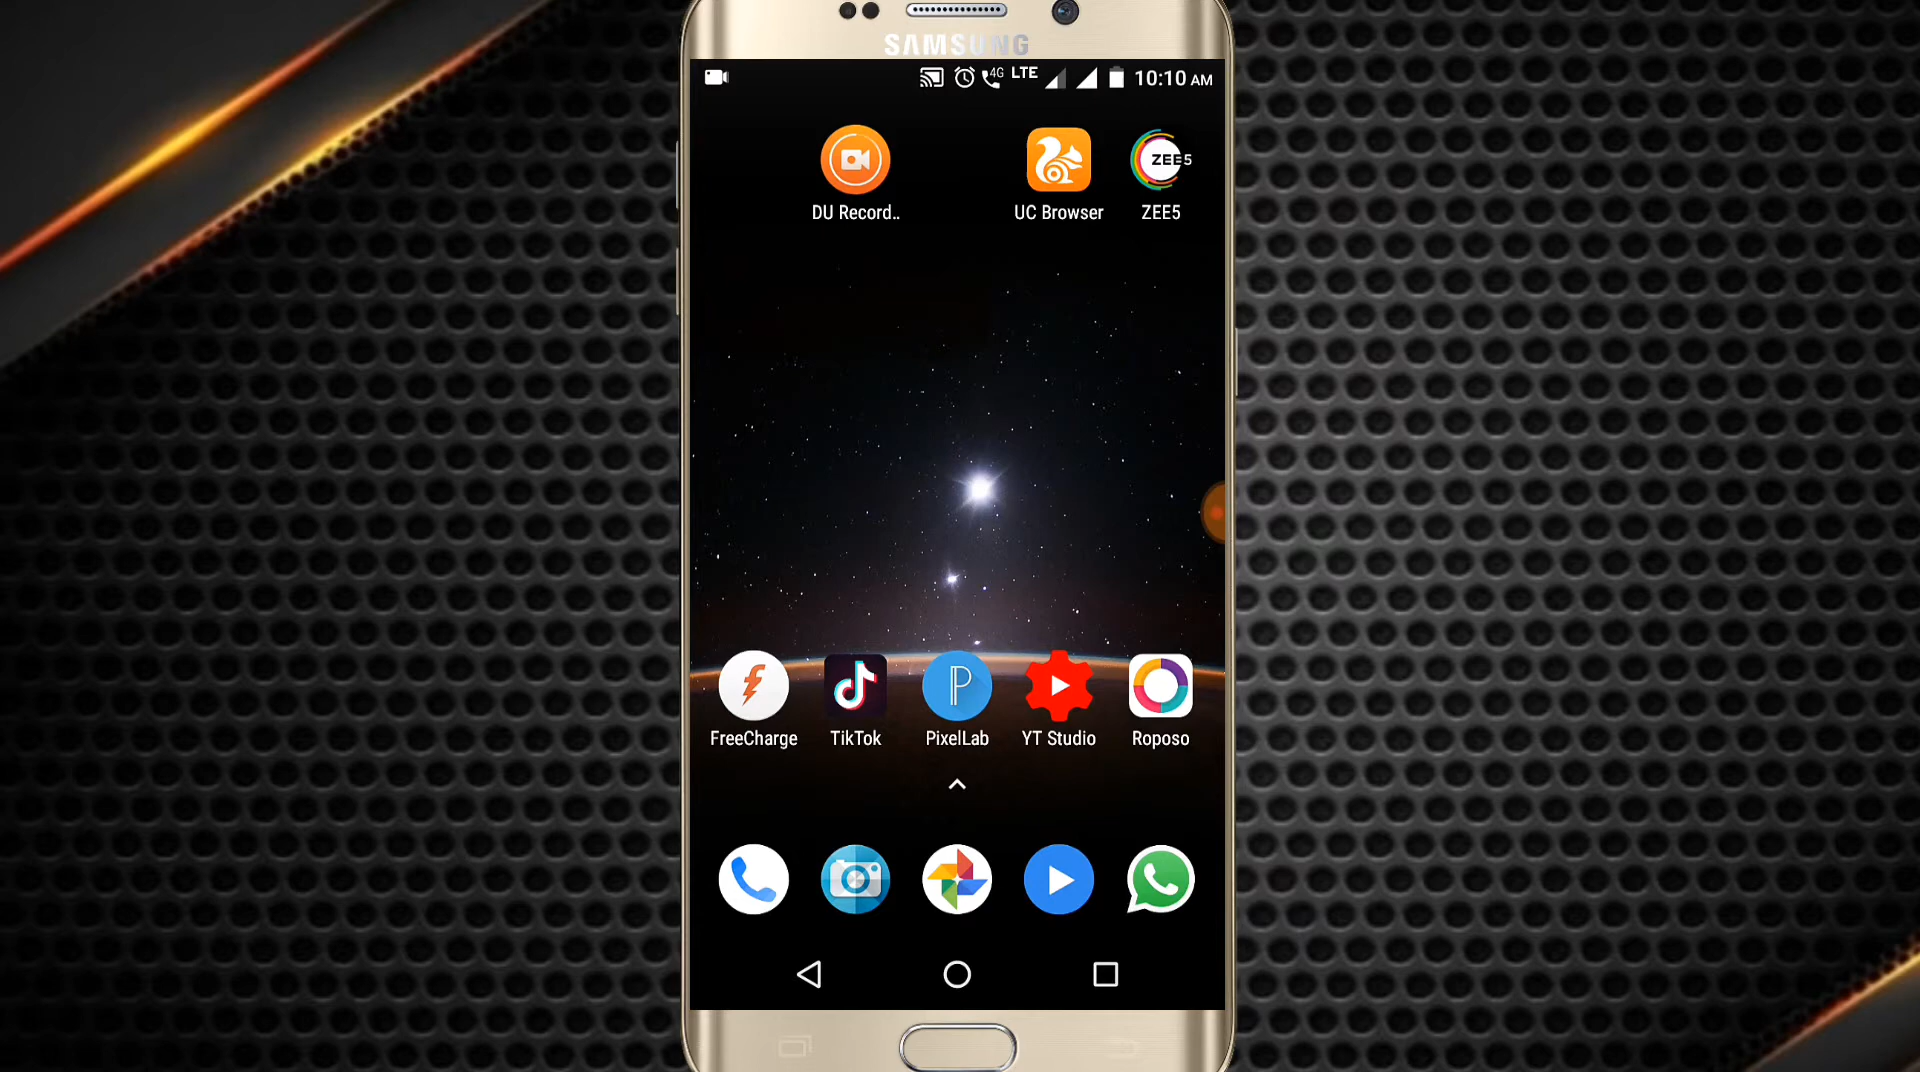 SAMSUNG
4G LTE 10:10 AM
ZEE5
DU Record..
UC Browser
ZEE5
FreeCharge
TikTok
PixelLab
YT Studio
Roposo